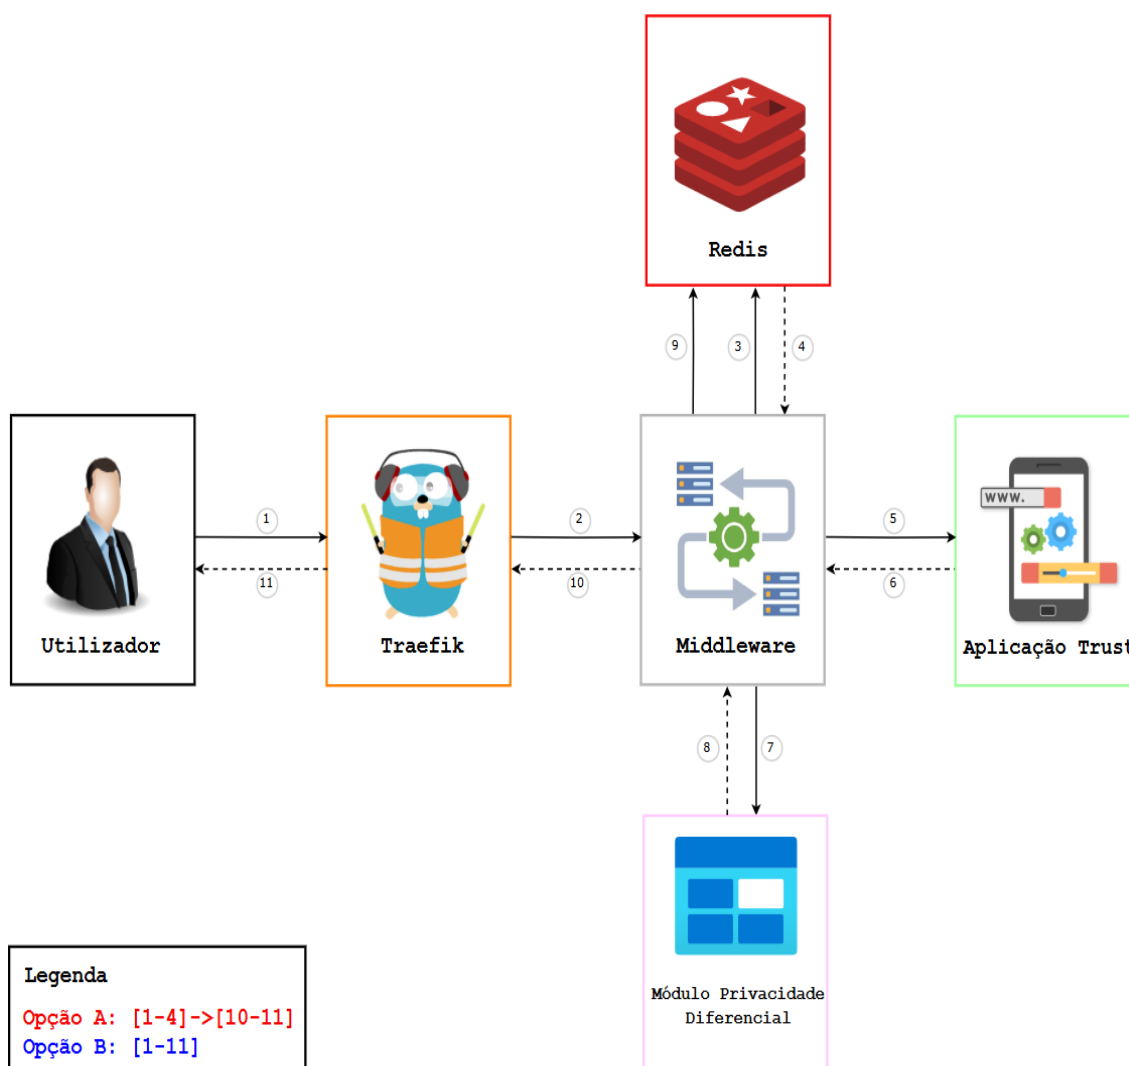 Redis
9
3
4
1
2
5
11
10
6
WWW.
Utilizador
Traefik
Middleware
Aplicação Trust
8
7
Módulo Privacidade
Diferencial
Legenda
Opção A: [1-4]->[10-11]
Opção B: [1-11]